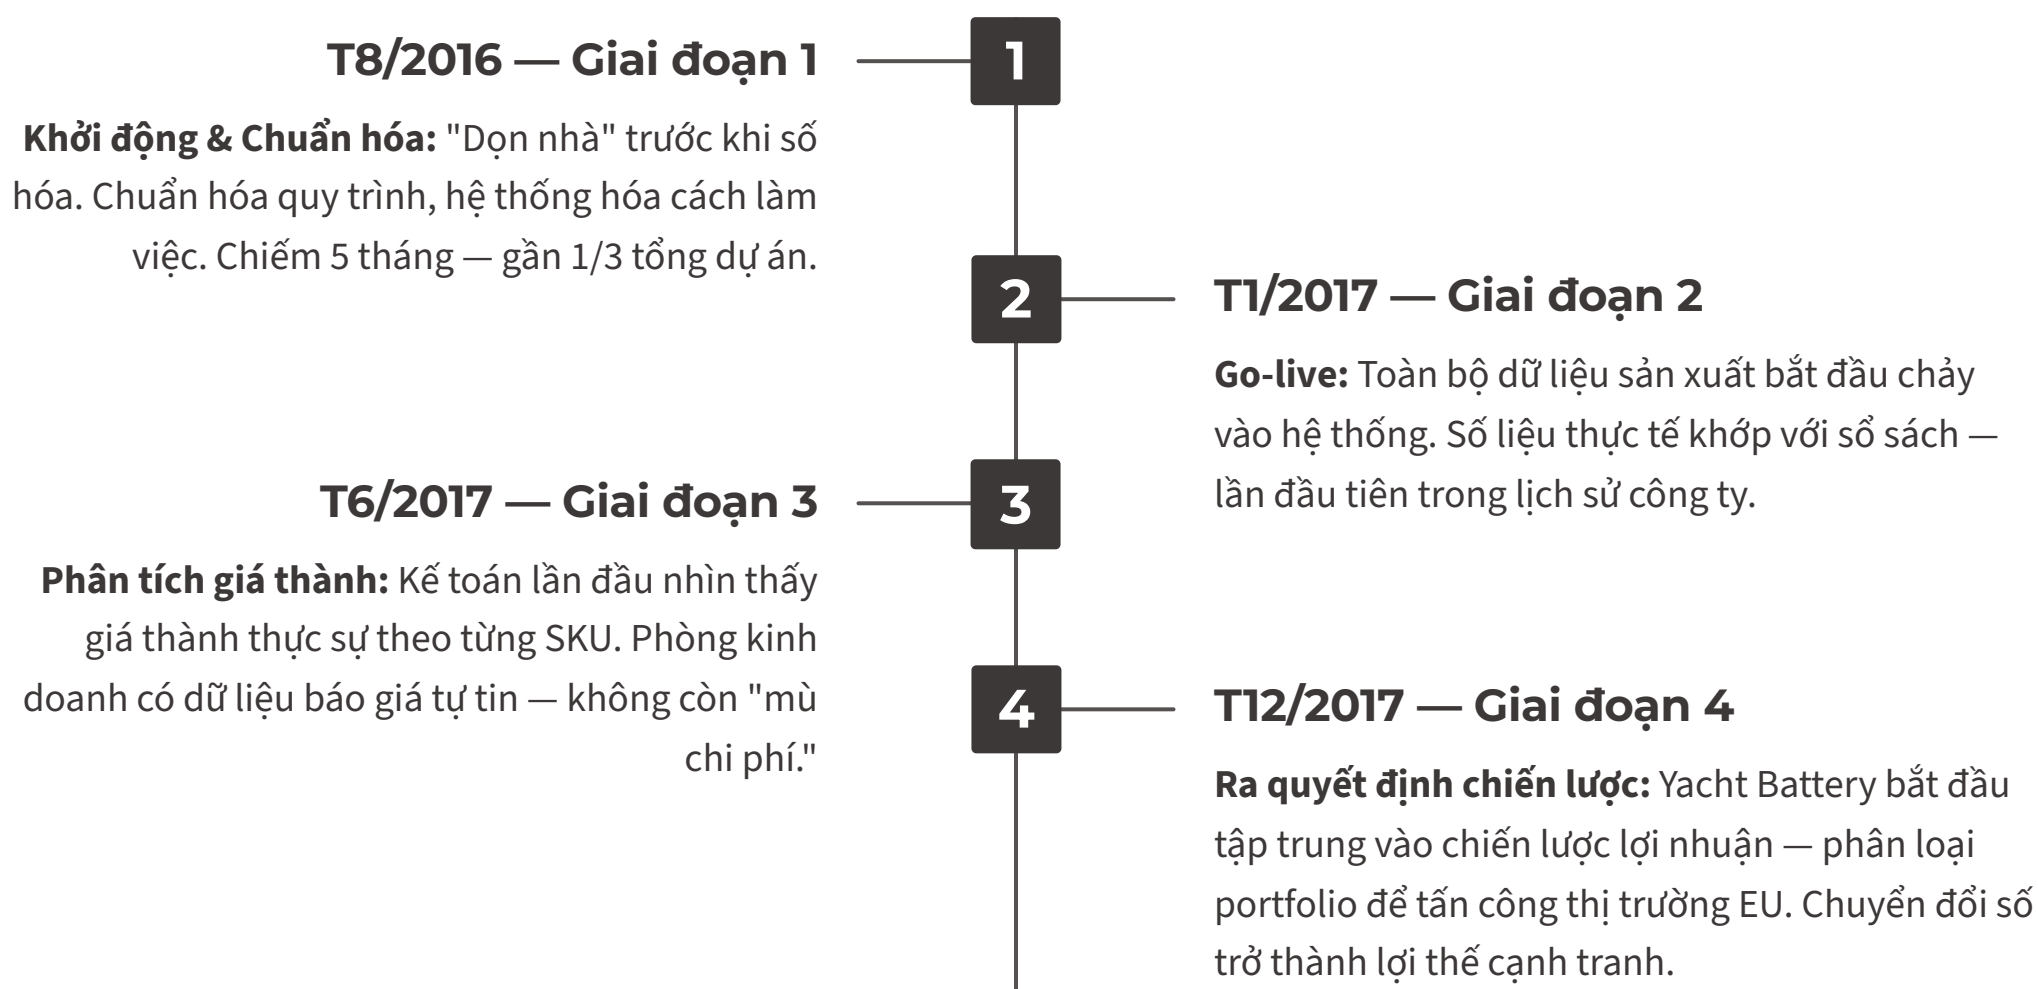 T8/2016 — Giai đoạn 1
1
Khởi động & Chuẩn hóa: "Dọn nhà" trước khi số
hóa. Chuẩn hóa quy trình, hệ thống hóa cách làm
việc. Chiếm 5 tháng — gần 1/3 tổng dự án.
2
T1/2017 — Giai đoạn 2
Go-live: Toàn bộ dữ liệu sản xuất bắt đầu chảy
vào hệ thống. Số liệu thực tế khớp với sổ sách —
lần đầu tiên trong lịch sử công ty.
T6/2017 — Giai đoạn 3
3
Phân tích giá thành: Kế toán lần đầu nhìn thấy
giá thành thực sự theo từng SKU. Phòng kinh
doanh có dữ liệu báo giá tự tin — không còn "mù
chi phí."
4
T12/2017 — Giai đoạn 4
Ra quyết định chiến lược: Yacht Battery bắt đầu
tập trung vào chiến lược lợi nhuận — phân loại
portfolio để tấn công thị trường EU. Chuyển đổi số
trở thành lợi thế cạnh tranh.